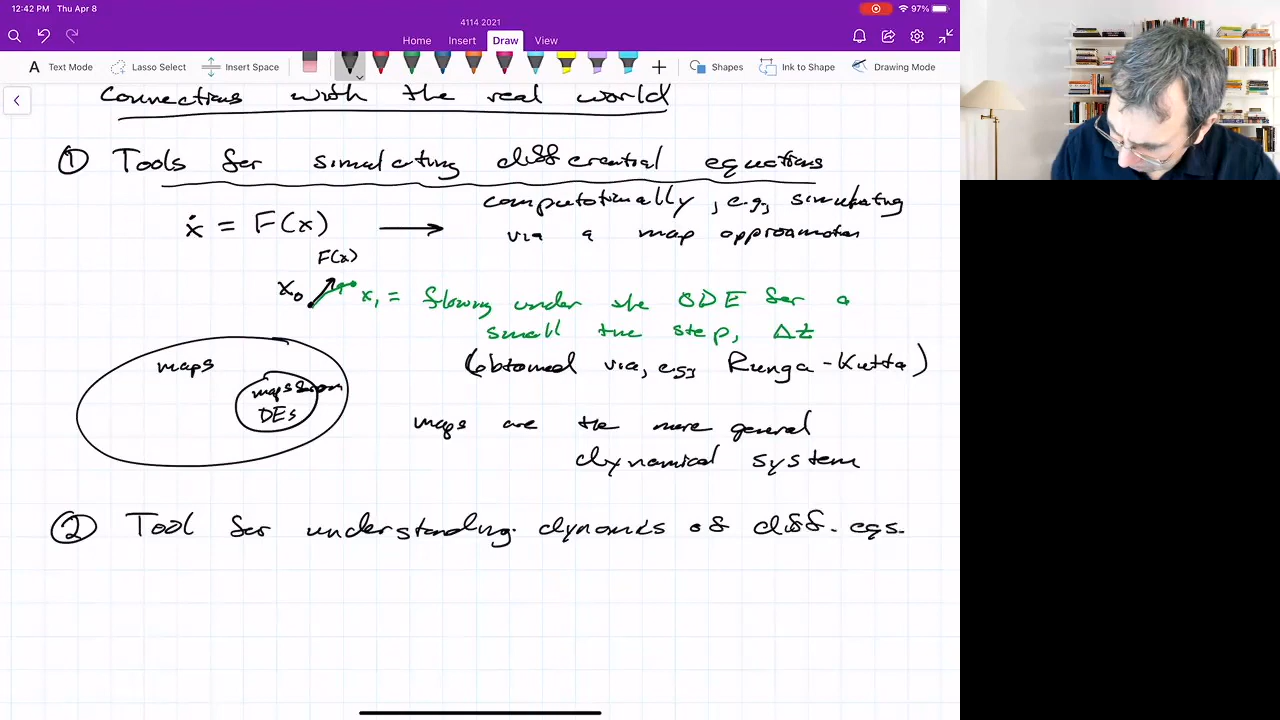 12:42 PM Thu Apr 8
97%
4114 2021
Home Insert Draw View
A Text Mode Lasso Select Insert Space Shapes Ink to Shape Drawing Mode
Connections with the real world
① Tools for simulating differential equations
ẋ = F(x) → computationally, e.g., simulating
via a map approximation
F(x)
x₀ x₁ = flowing under the ODE for a
small time step, Δt
(obtained via, e.g., Runga-Kutta)
maps
maps from
DEs
maps are the more general
dynamical system
② Tool for understanding dynamics of diff. eqs.